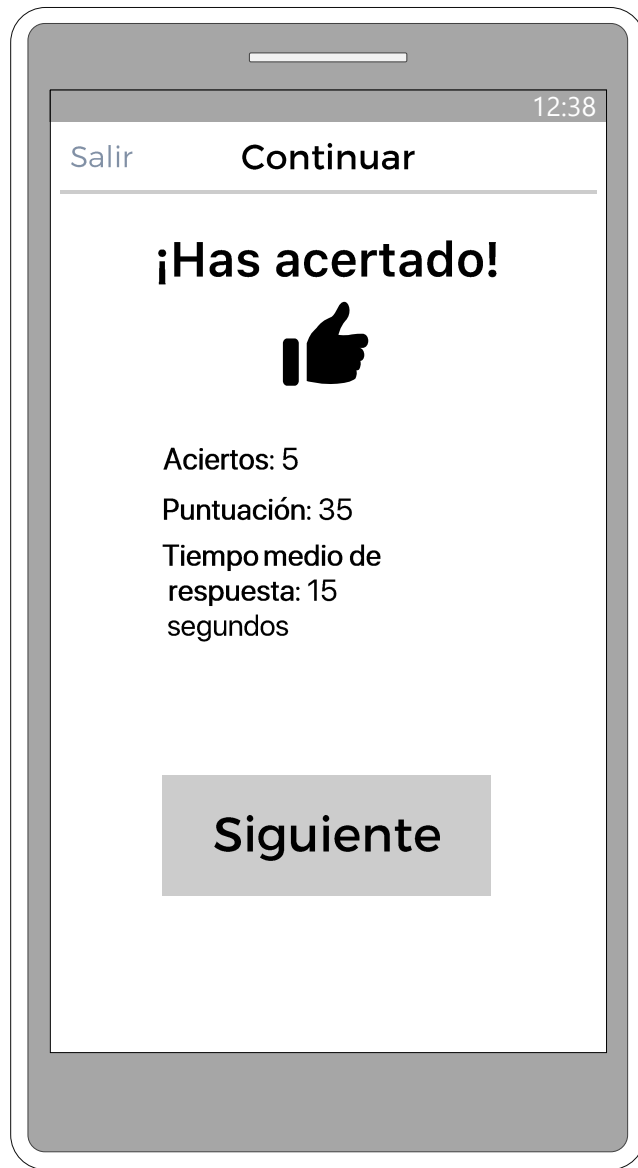 12:38
Salir Continuar
¡Has acertado!
Aciertos: 5
Puntuación: 35
Tiempo medio de
respuesta: 15
segundos
Siguiente